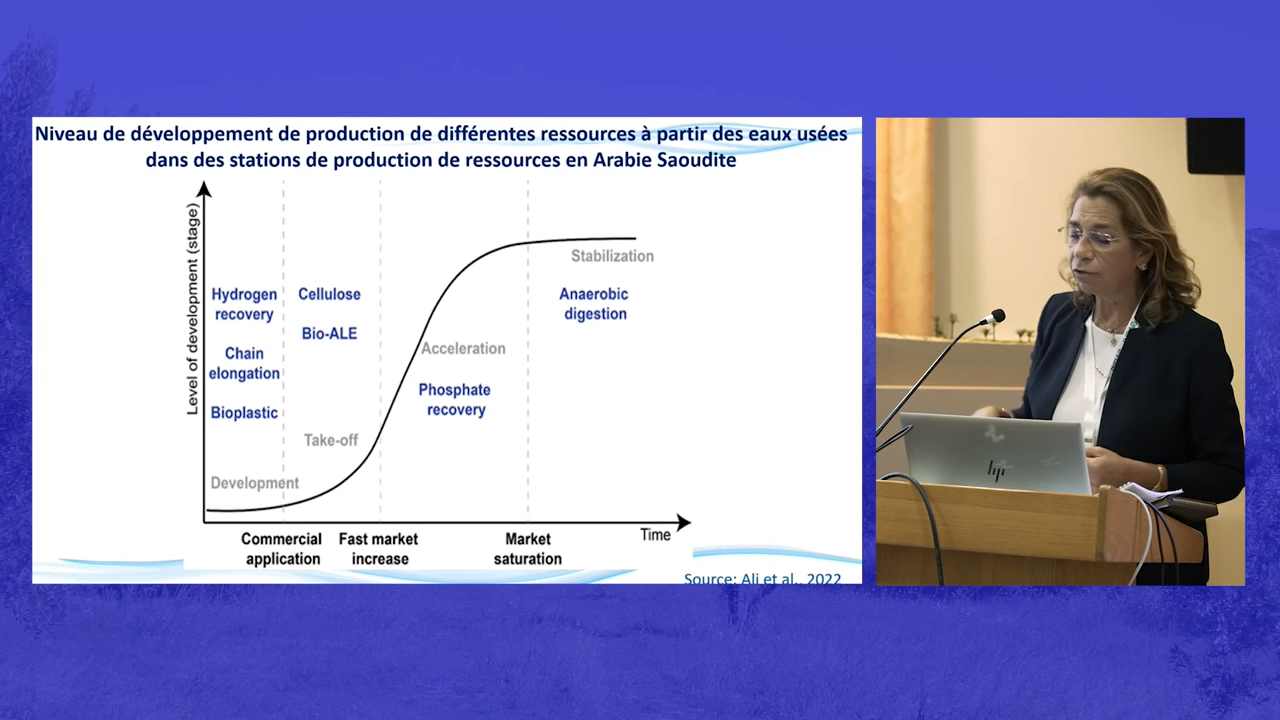 Niveau de développement de production de différentes ressources à partir des eaux usées
dans des stations de production de ressources en Arabie Saoudite
Level of development (stage)
Hydrogen
recovery
Chain
elongation
Bioplastic
Development
Cellulose
Bio-ALE
Take-off
Acceleration
Phosphate
recovery
Stabilization
Anaerobic
digestion
Commercial
application
Fast market
increase
Market
saturation
Time
Source: Ali et al., 2022
hp